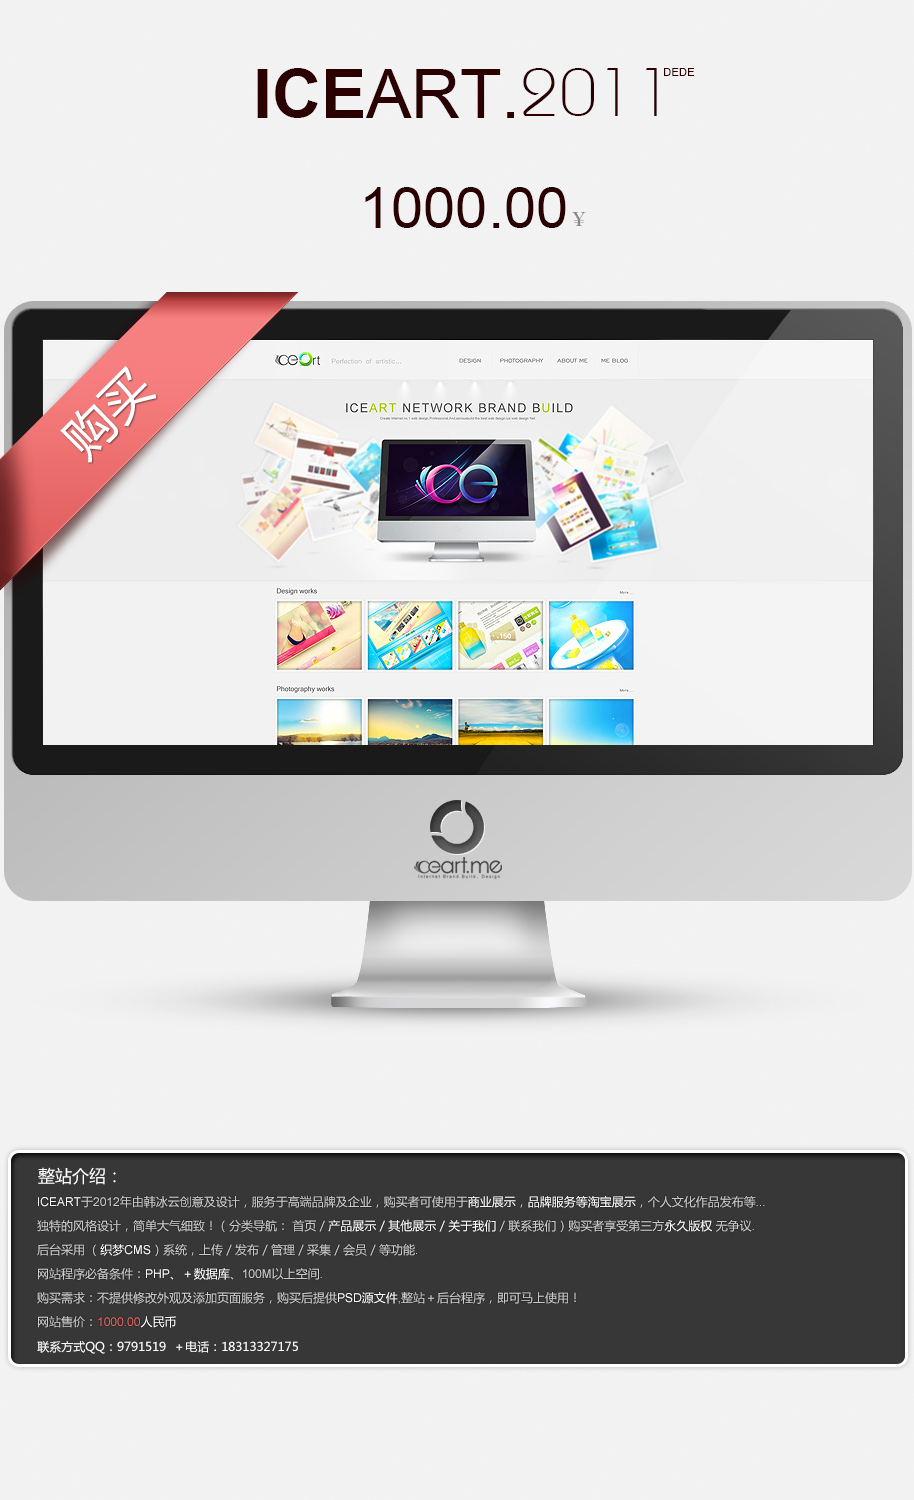 ICEART.2011 DEDE
1000.00 ¥
购买
iceart Perfection of artistic... DESIGN PHOTOGRAPHY ABOUT ME ME BLOG
ICEART NETWORK BRAND BUILD
ice
Design works More...
150
Photography works More...
iceart.me
Internet Brand Build. Design
整站介绍：
ICEART于2012年由韩冰云创意及设计，服务于高端品牌及企业，购买者可使用于商业展示，品牌服务等淘宝展示，个人文化作品发布等...
独特的风格设计，简单大气细致！( 分类导航： 首页 / 产品展示 / 其他展示 / 关于我们 / 联系我们 ) 购买者享受第三方永久版权 无争议.
后台采用 ( 织梦CMS ) 系统，上传 / 发布 / 管理 / 采集 / 会员 / 等功能.
网站程序必备条件：PHP、＋数据库、100M以上空间.
购买需求：不提供修改外观及添加页面服务，购买后提供PSD源文件,整站＋后台程序，即可马上使用！
网站售价：1000.00人民币
联系方式QQ：9791519 ＋电话：18313327175